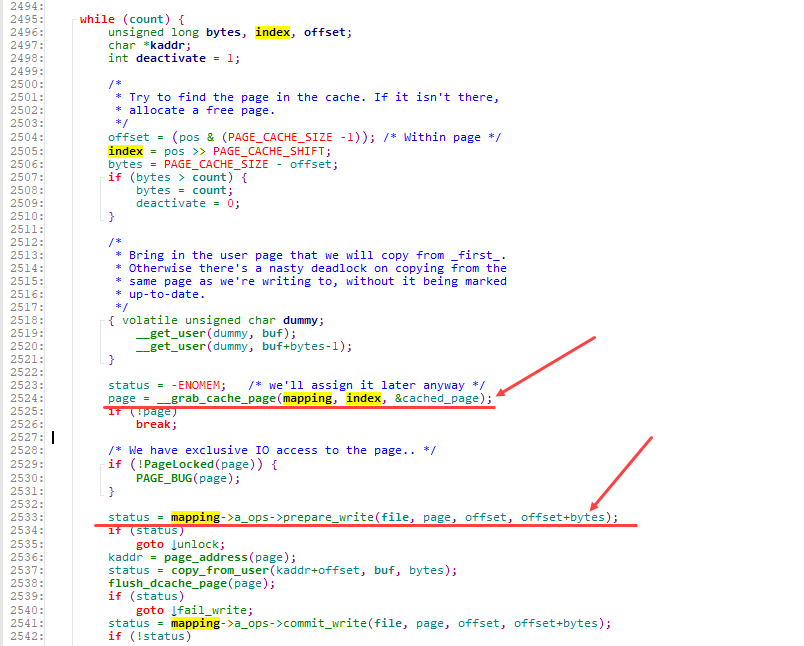 2494:
2495: while (count) {
2496: unsigned long bytes, index, offset;
2497: char *kaddr;
2498: int deactivate = 1;
2499:
2500: /*
2501: * Try to find the page in the cache. If it isn't there,
2502: * allocate a free page.
2503: */
2504: offset = (pos & (PAGE_CACHE_SIZE -1)); /* Within page */
2505: index = pos >> PAGE_CACHE_SHIFT;
2506: bytes = PAGE_CACHE_SIZE - offset;
2507: if (bytes > count) {
2508: bytes = count;
2509: deactivate = 0;
2510: }
2511:
2512: /*
2513: * Bring in the user page that we will copy from _first_.
2514: * Otherwise there's a nasty deadlock on copying from the
2515: * same page as we're writing to, without it being marked
2516: * up-to-date.
2517: */
2518: { volatile unsigned char dummy;
2519: __get_user(dummy, buf);
2520: __get_user(dummy, buf+bytes-1);
2521: }
2522:
2523: status = -ENOMEM; /* we'll assign it later anyway */
2524: page = __grab_cache_page(mapping, index, &cached_page);
2525: if (!page)
2526: break;
2527:
2528: /* We have exclusive IO access to the page.. */
2529: if (!PageLocked(page)) {
2530: PAGE_BUG(page);
2531: }
2532:
2533: status = mapping->a_ops->prepare_write(file, page, offset, offset+bytes);
2534: if (status)
2535: goto ↓unlock;
2536: kaddr = page_address(page);
2537: status = copy_from_user(kaddr+offset, buf, bytes);
2538: flush_dcache_page(page);
2539: if (status)
2540: goto ↓fail_write;
2541: status = mapping->a_ops->commit_write(file, page, offset, offset+bytes);
2542: if (!status)